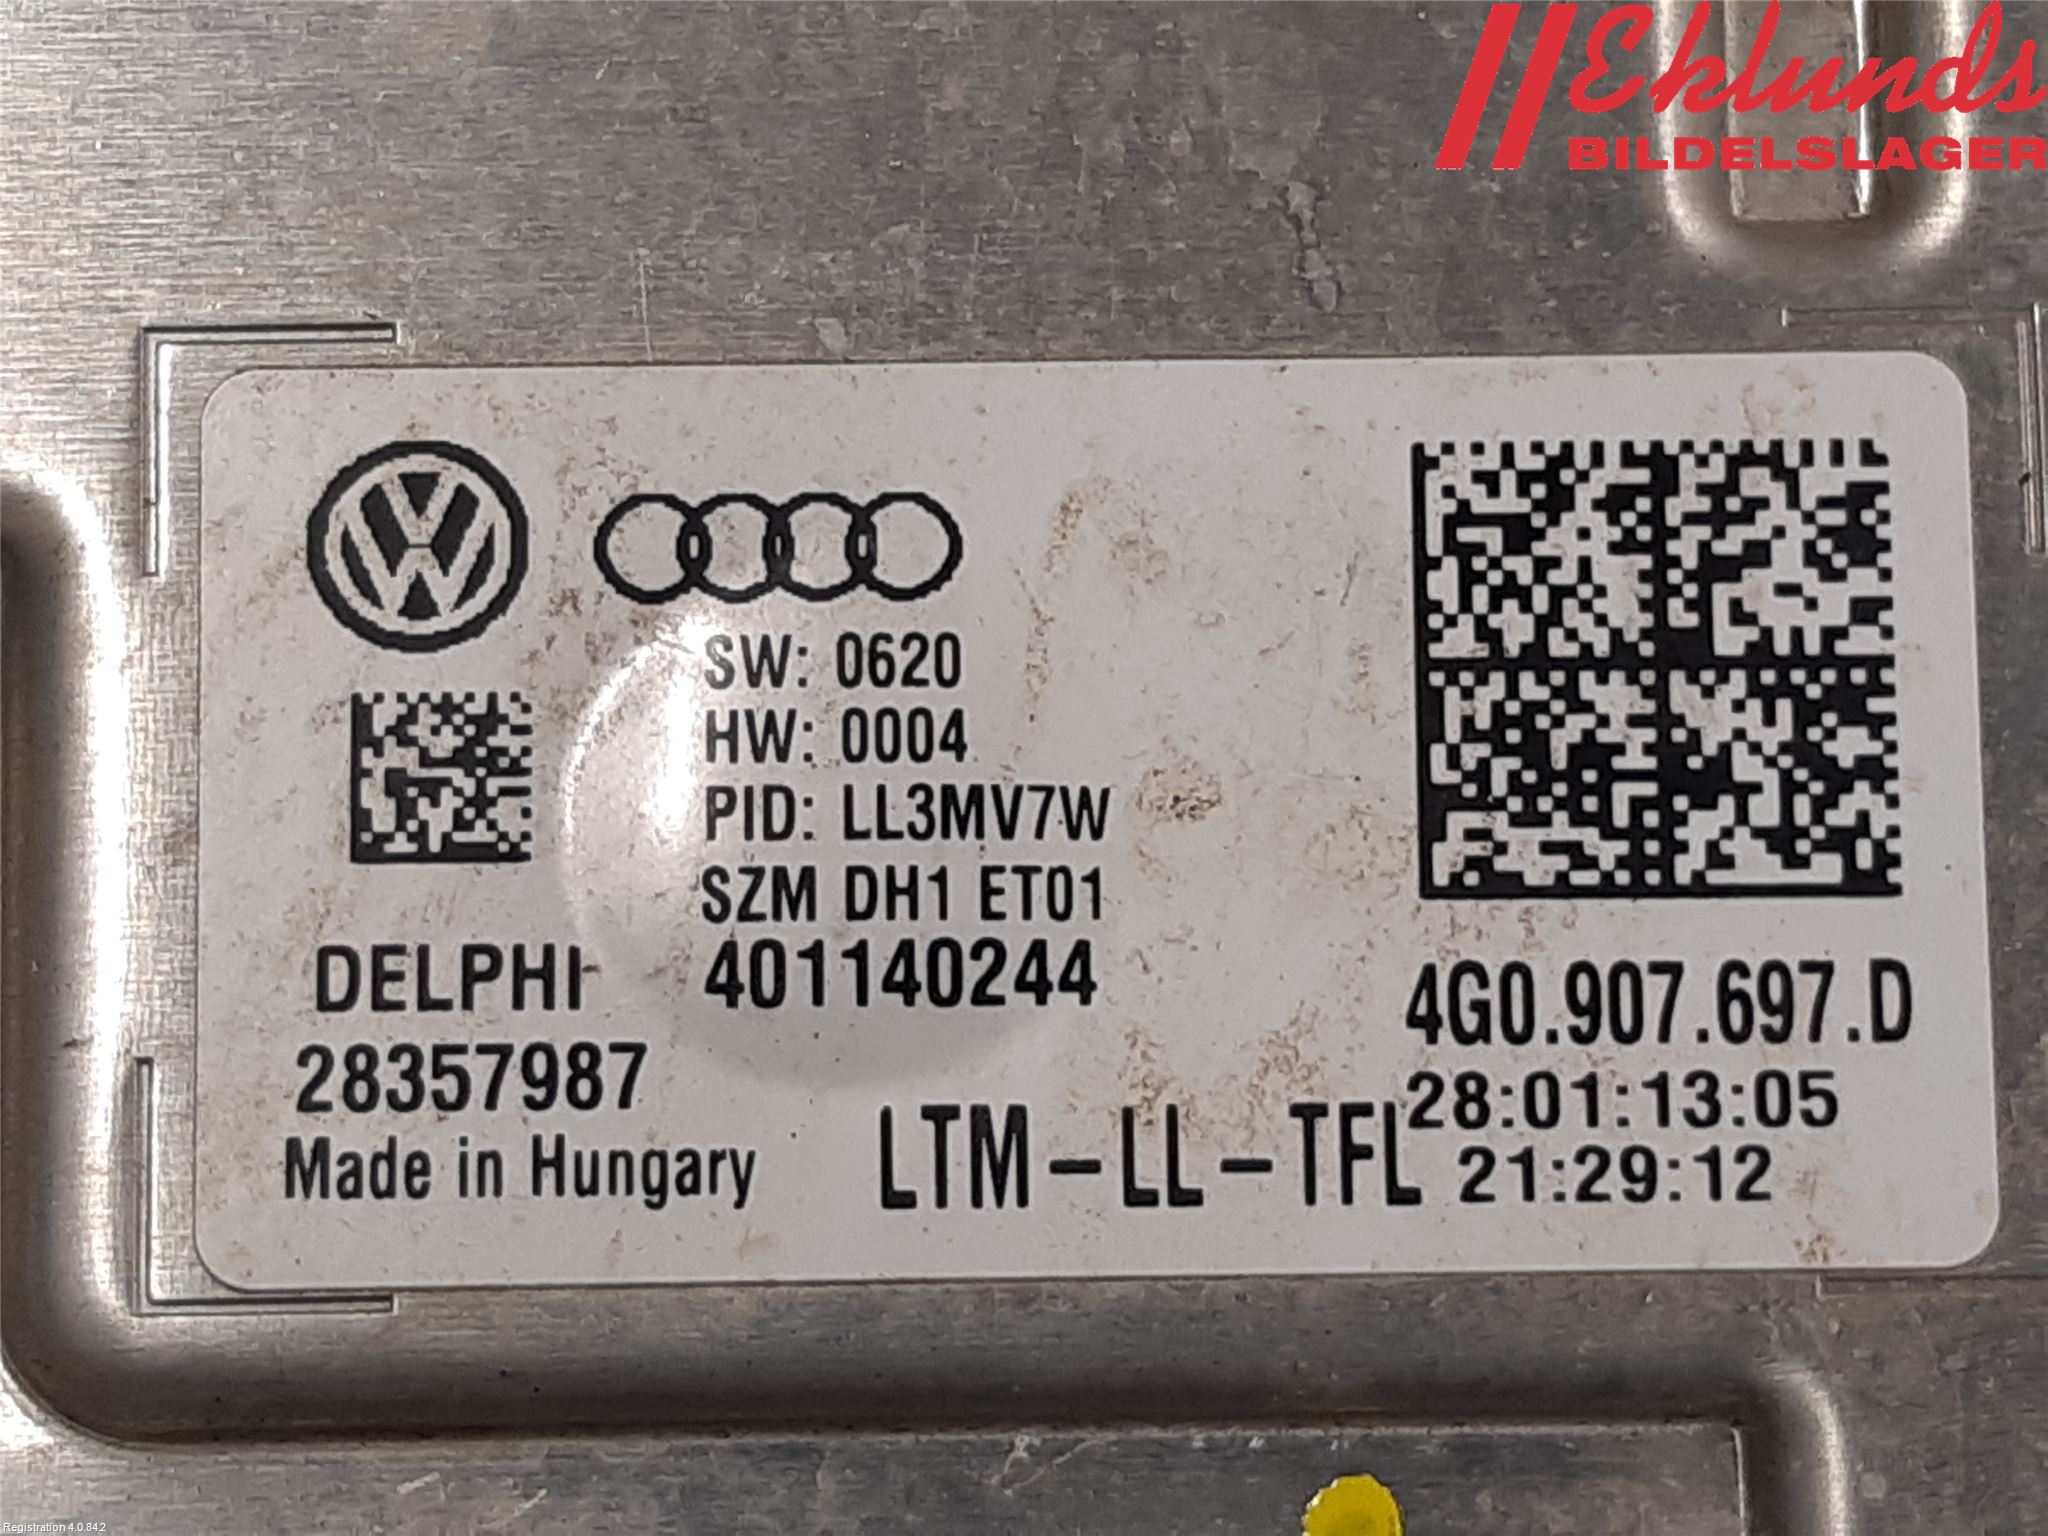 Eklunds
BILDELSLAGER
SW: 0620
HW: 0004
PID: LL3MV7W
SZM DH1 ET01
DELPHI 401140244
28357987
Made in Hungary
LTM-LL-TFL
4G0.907.697.D
28:01:13:05
21:29:12
Registration 4.0.842